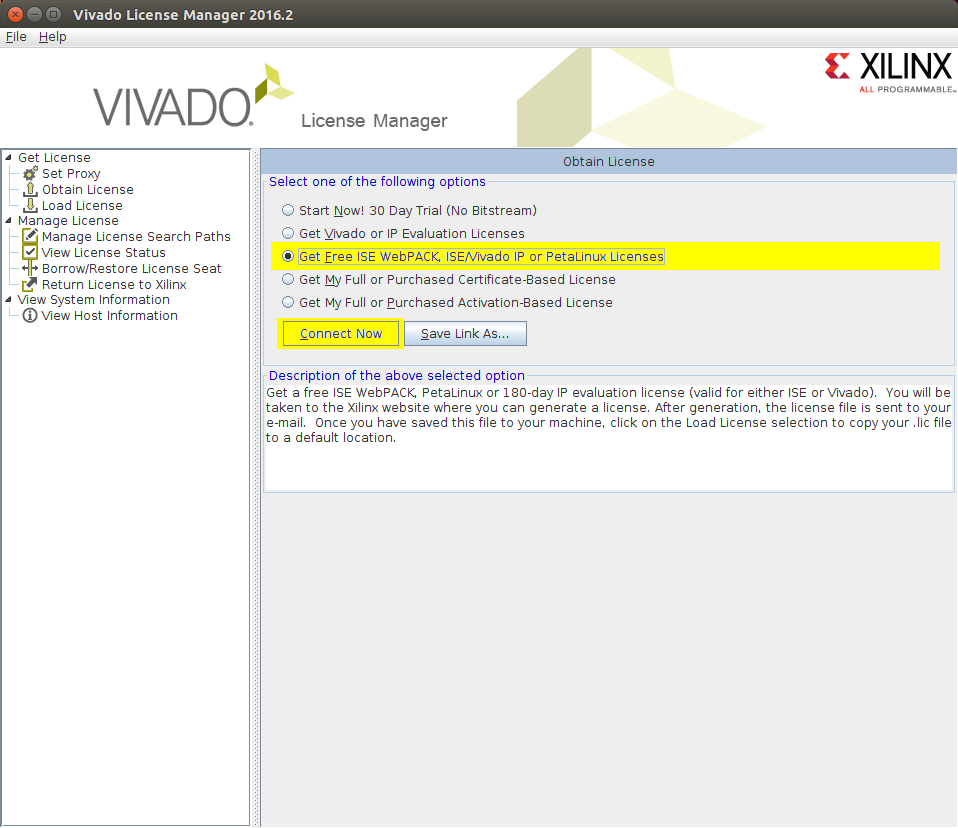 Vivado License Manager 2016.2
File Help
VIVADO.
License Manager
XILINX
ALL PROGRAMMABLE™
Get License
Set Proxy
Obtain License
Load License
Manage License
Manage License Search Paths
View License Status
Borrow/Restore License Seat
Return License to Xilinx
View System Information
View Host Information
Obtain License
Select one of the following options
Start Now! 30 Day Trial (No Bitstream)
Get Vivado or IP Evaluation Licenses
Get Free ISE WebPACK, ISE/Vivado IP or PetaLinux Licenses
Get My Full or Purchased Certificate-Based License
Get My Full or Purchased Activation-Based License
Connect Now Save Link As...
Description of the above selected option
Get a free ISE WebPACK, PetaLinux or 180-day IP evaluation license (valid for either ISE or Vivado). You will be
taken to the Xilinx website where you can generate a license. After generation, the license file is sent to your
e-mail. Once you have saved this file to your machine, click on the Load License selection to copy your .lic file
to a default location.